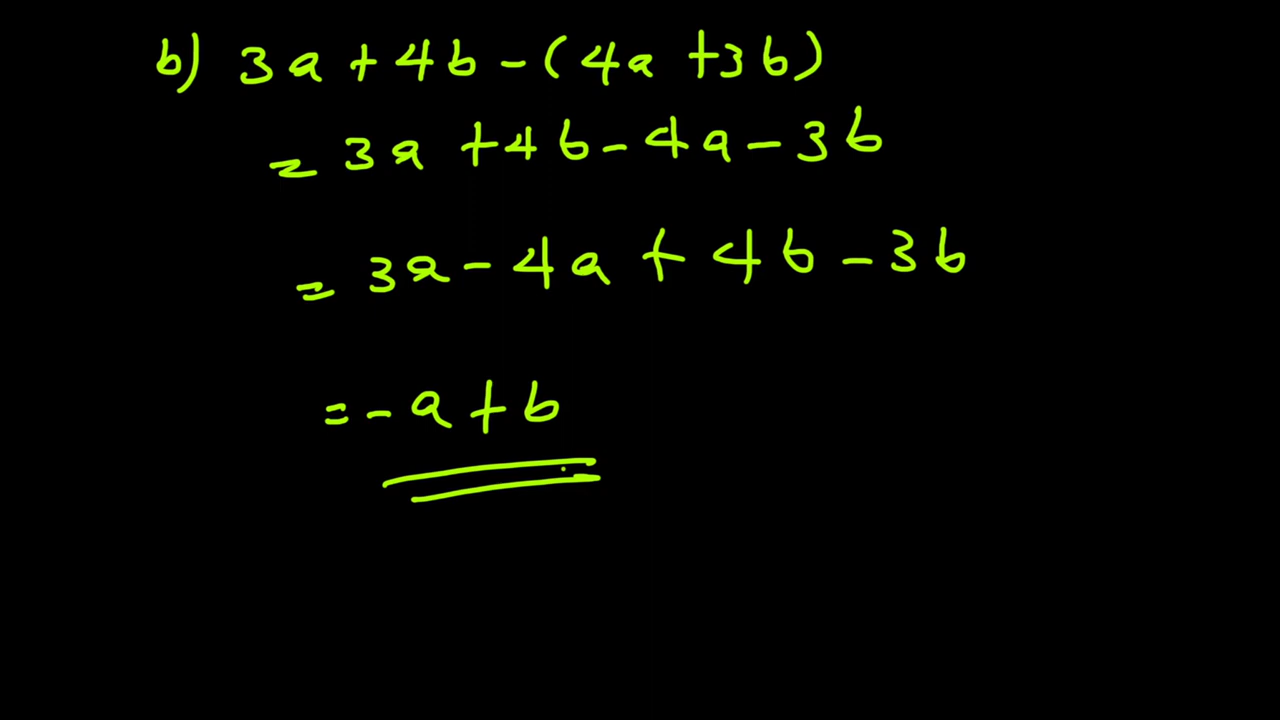 b) 3a + 4b - (4a + 3b)
= 3a + 4b - 4a - 3b
= 3a - 4a + 4b - 3b
= - a + b